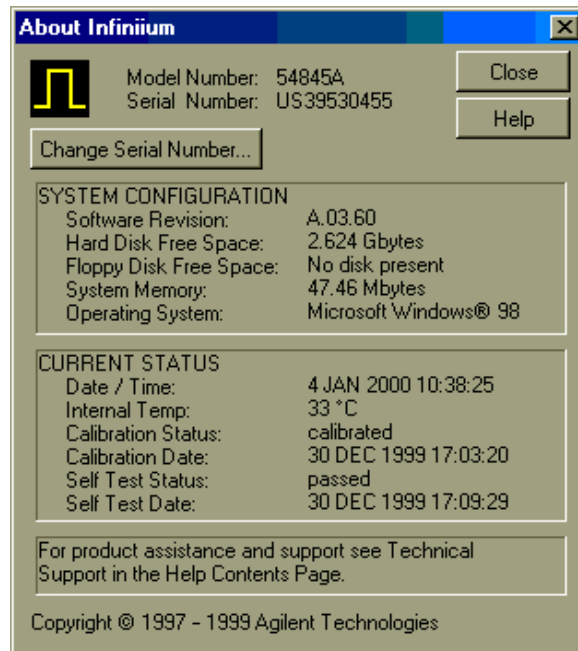 About Infiniium
Model Number: 54845A
Serial Number: US39530455
Close
Help
Change Serial Number...
SYSTEM CONFIGURATION
Software Revision: A.03.60
Hard Disk Free Space: 2.624 Gbytes
Floppy Disk Free Space: No disk present
System Memory: 47.46 Mbytes
Operating System: Microsoft Windows® 98
CURRENT STATUS
Date / Time: 4 JAN 2000 10:38:25
Internal Temp: 33 °C
Calibration Status: calibrated
Calibration Date: 30 DEC 1999 17:03:20
Self Test Status: passed
Self Test Date: 30 DEC 1999 17:09:29
For product assistance and support see Technical
Support in the Help Contents Page.
Copyright © 1997 - 1999 Agilent Technologies